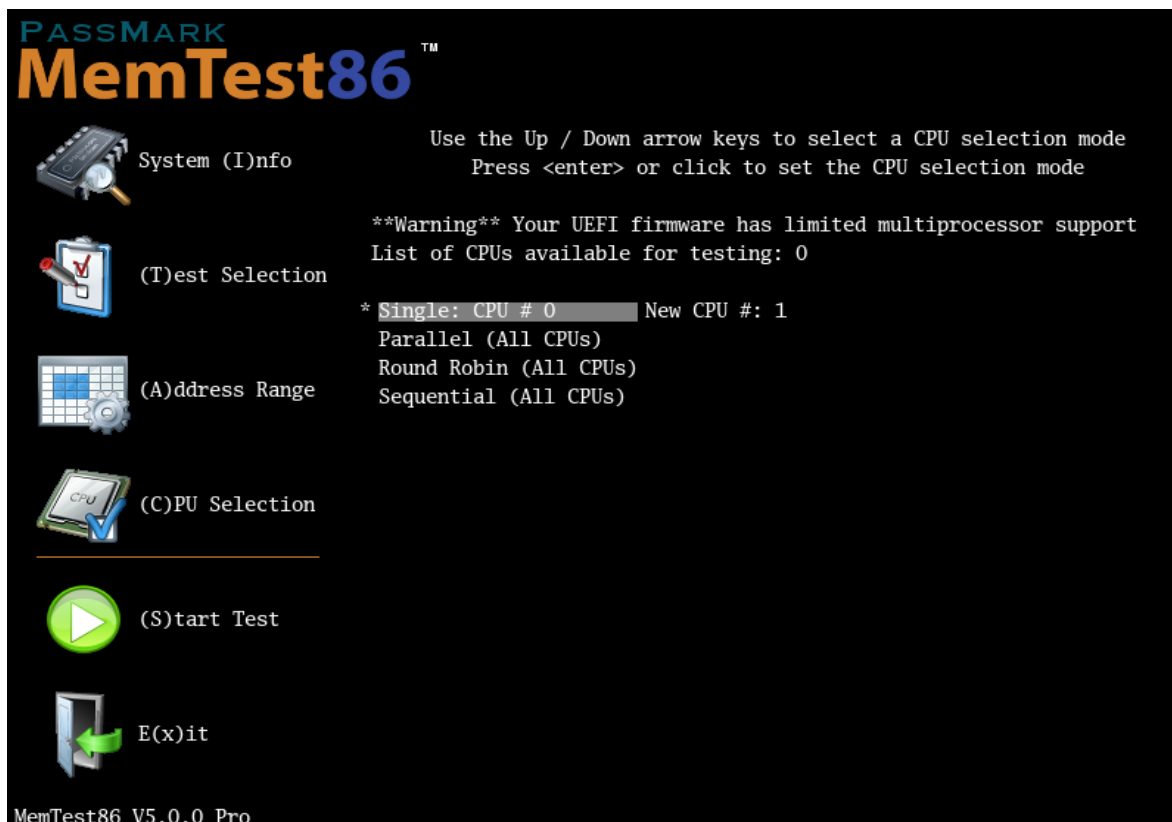 PASSMARK
MemTest86™
System (I)nfo
(T)est Selection
(A)ddress Range
CPU
(C)PU Selection
(S)tart Test
E(x)it
Use the Up / Down arrow keys to select a CPU selection mode
Press <enter> or click to set the CPU selection mode
**Warning** Your UEFI firmware has limited multiprocessor support
List of CPUs available for testing: 0
* Single: CPU # 0 New CPU #: 1
Parallel (All CPUs)
Round Robin (All CPUs)
Sequential (All CPUs)
MemTest86 V5.0.0 Pro